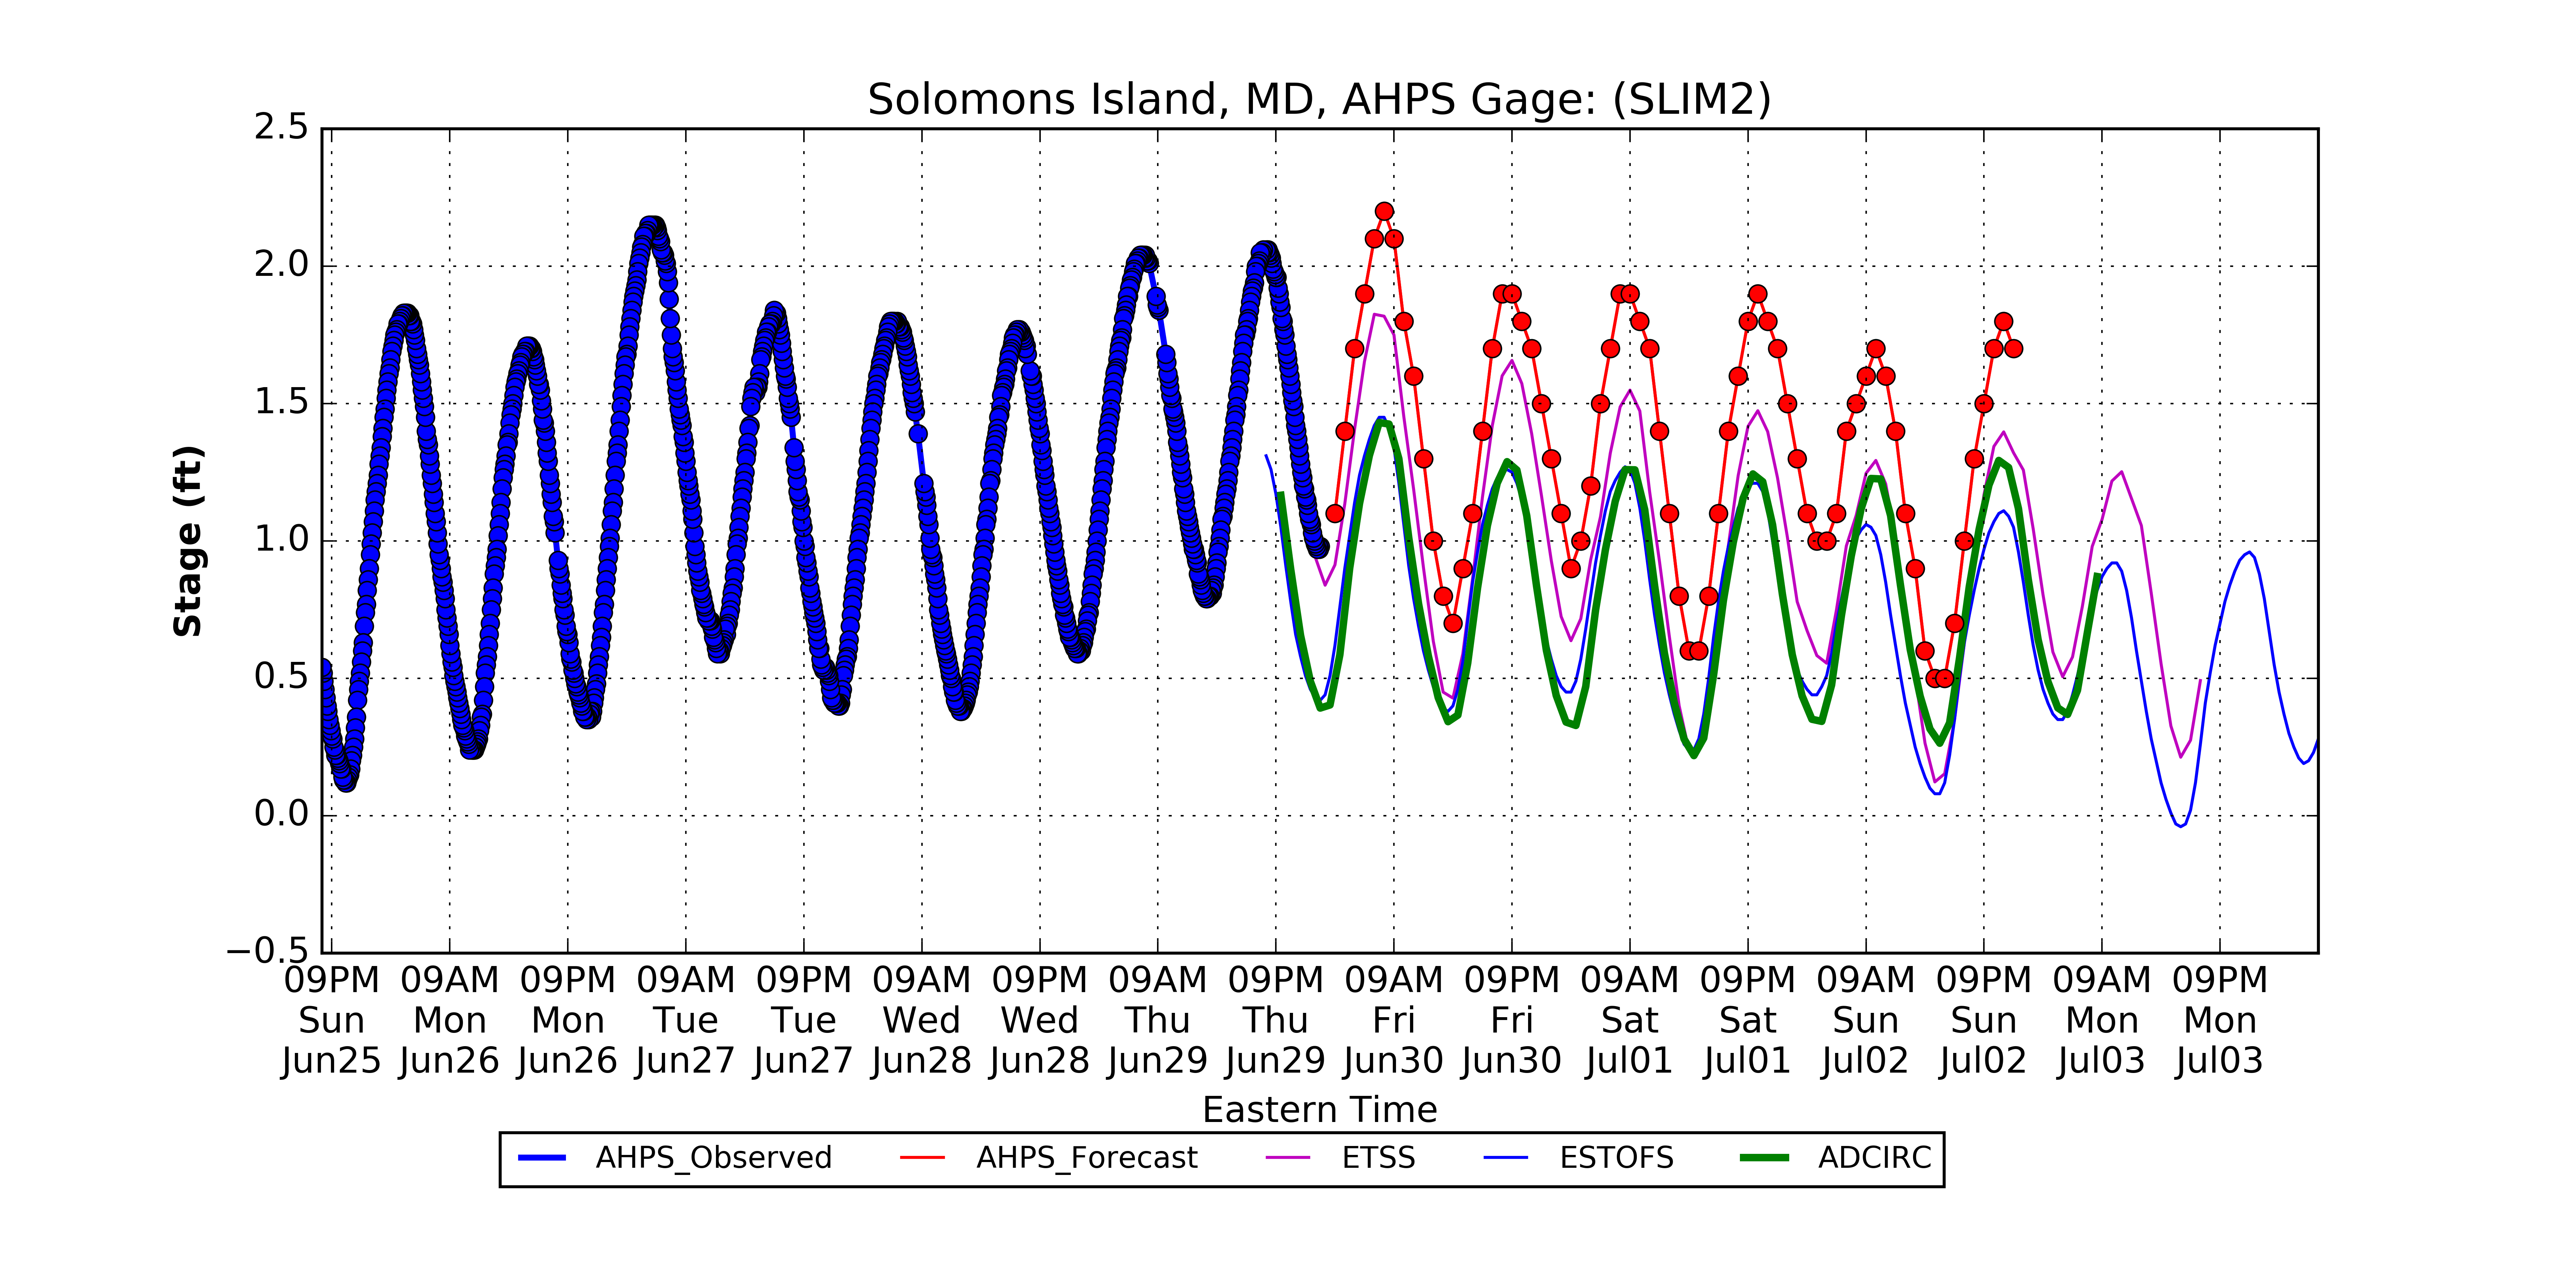 Solomons Island, MD, AHPS Gage: (SLIM2)
2.5
2.0
1.5
1.0
0.5
0.0
−0.5
Stage (ft)
09PM 09AM 09PM 09AM 09PM 09AM 09PM 09AM 09PM 09AM 09PM 09AM 09PM 09AM 09PM 09AM 09PM
Sun Mon Mon Tue Tue Wed Wed Thu Thu Fri Fri Sat Sat Sun Sun Mon Mon
Jun25 Jun26 Jun26 Jun27 Jun27 Jun28 Jun28 Jun29 Jun29 Jun30 Jun30 Jul01 Jul01 Jul02 Jul02 Jul03 Jul03
Eastern Time
AHPS_Observed AHPS_Forecast ETSS ESTOFS ADCIRC